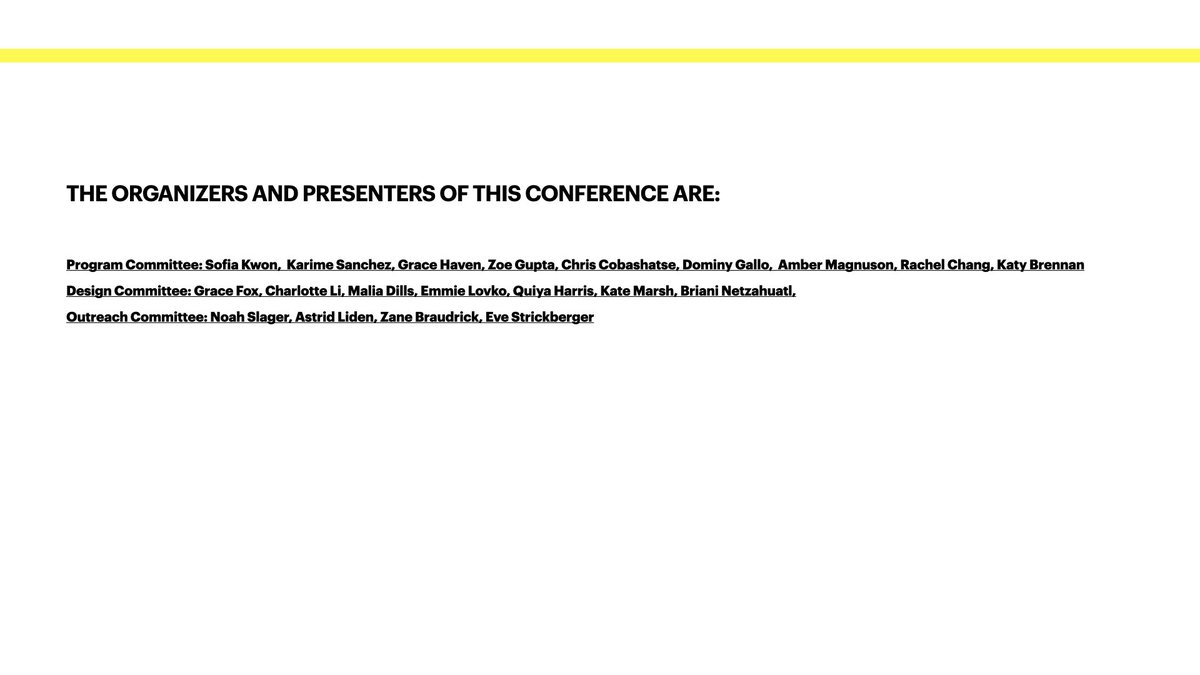 THE ORGANIZERS AND PRESENTERS OF THIS CONFERENCE ARE:
Program Committee: Sofia Kwon,  Karime Sanchez, Grace Haven, Zoe Gupta, Chris Cobashatse, Dominy Gallo,  Amber Magnuson, Rachel Chang, Katy Brennan
Design Committee: Grace Fox, Charlotte Li, Malia Dills, Emmie Lovko, Quiya Harris, Kate Marsh, Briani Netzahuatl,
Outreach Committee: Noah Slager, Astrid Liden, Zane Braudrick, Eve Strickberger